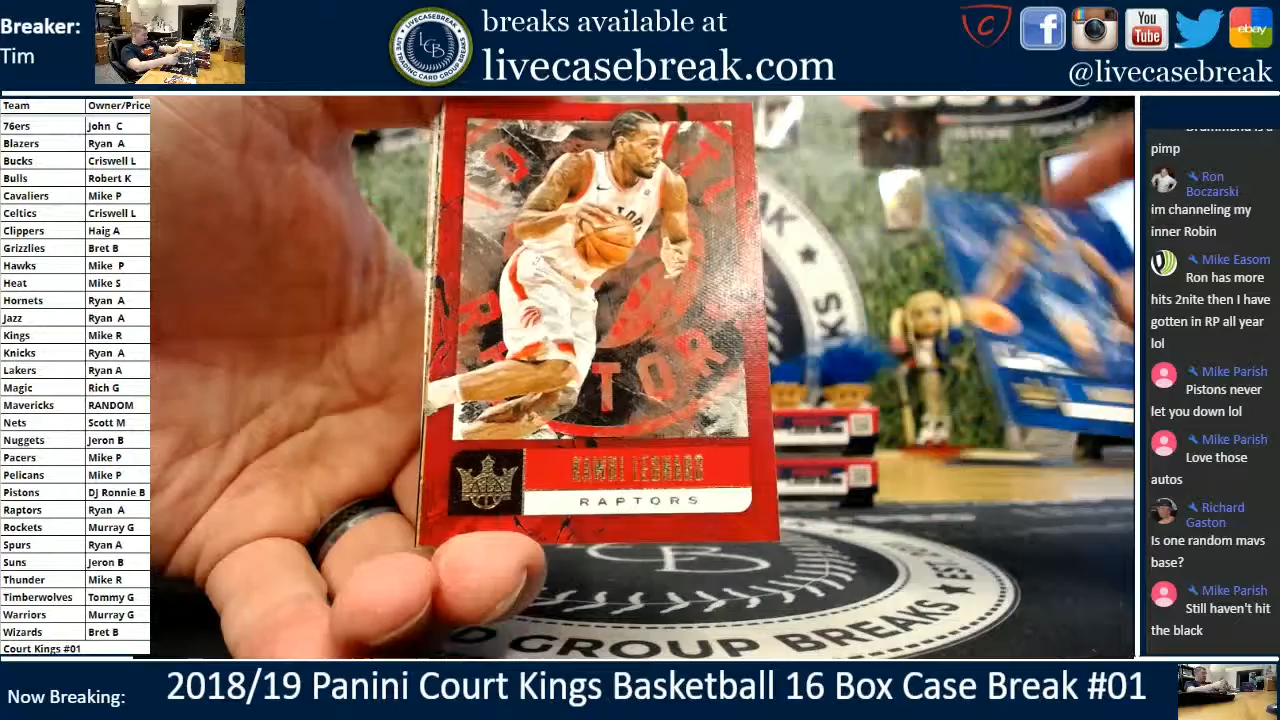 Breaker:
Tim
LCB
breaks available at
livecasebreak.com
You
Tube
ebay
@livecasebreak
Team Owner/Price
76ers John C
Blazers Ryan A
Bucks Criswell L
Bulls Robert K
Cavaliers Mike P
Celtics Criswell L
Clippers Haig A
Grizzlies Bret B
Hawks Mike P
Heat Mike S
Hornets Ryan A
Jazz Ryan A
Kings Mike R
Knicks Ryan A
Lakers Ryan A
Magic Rich G
Mavericks RANDOM
Nets Scott M
Nuggets Jeron B
Pacers Mike P
Pelicans Mike P
Pistons DJ Ronnie B
Raptors Ryan A
Rockets Murray G
Spurs Ryan A
Suns Jeron B
Thunder Mike R
Timberwolves Tommy G
Warriors Murray G
Wizards Bret B
Court Kings #01
KAWHI LEONARD
RAPTORS
GROUP BREAKS
pimp
Ron
Boczarski
im channeling my
inner Robin
Mike Easom
Ron has more
hits 2nite then I have
gotten in RP all year
lol
Mike Parish
Pistons never
let you down lol
Mike Parish
Love those
autos
Richard
Gaston
Is one random mavs
base?
Mike Parish
Still haven't hit
the black
Now Breaking:
2018/19 Panini Court Kings Basketball 16 Box Case Break #01